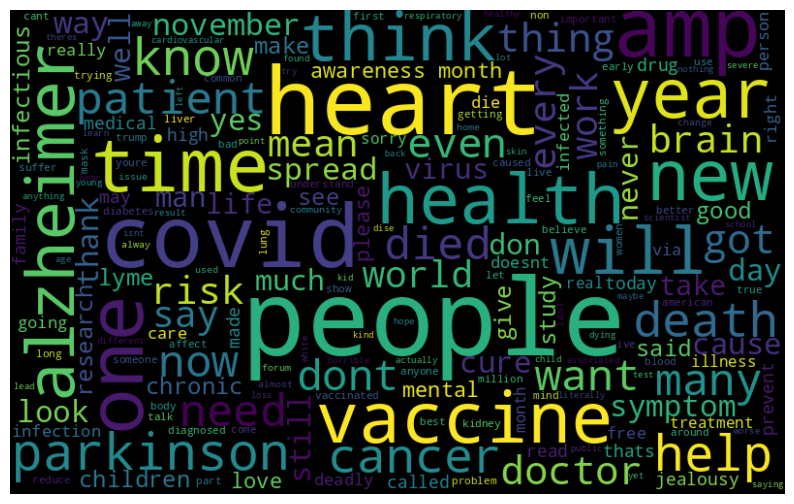 cant
way
november
think
thing
amp
away
theres
first
respiratory
healthy
important
non
really
well
make
know
cardiovascular
found
lot
try
person
trying
common
infectious
alzheimer
patient
awareness month
heart
die
every
work
early
drug
nothing
use
severe
year
liver
getting
medical
yes
high
left
home
infected
something
change
right
learn
trump
bad
sorry
even
brain
mask
point
back
skin
live
time
mean
caused
suffer
youre
issue
spread
understand
virus
never
new
young
anything
diabetes
result
man
life
see
please
health
pain
scientist
school
may
community
feel
better
good
family
thank
isnt
alway
covid
dise
died
don
believe
women
will
got
age
lung
doesnt
via
lyme
used
kid
much
world
let
real
today
take
day
one
risk
show
people
give
study
true
going
research
say
made
care
kind
maybe
american
death
long
different
someone
affect
white
forum
hope
actually
cure
dying
said
cause
lead
now
chronic
horrible
anyone
child
associated
ive
blood
illness
look
almost
loss
dont
mental
want
many
body
vaccinated
million
month
mind
literally
test
prevent
infection
talk
need
still
vaccine
symptom
diagnosed
come
best
kidney
free
around
treatment
parkinson
cancer
read
public
thats
worse
help
reduce
children
part
love
deadly
called
problem
doctor
yet
jealousy
saying